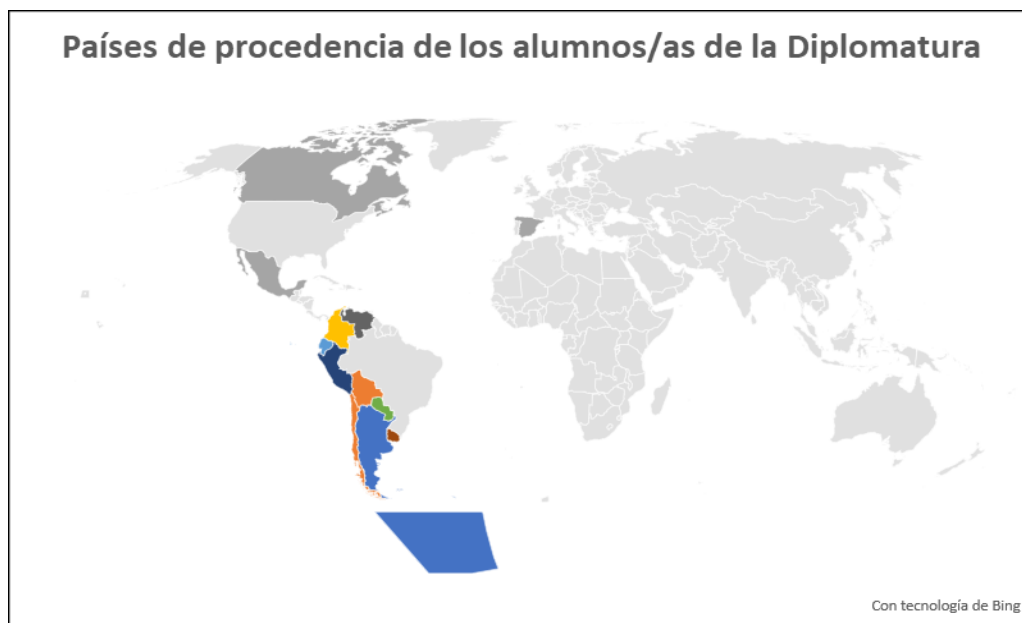 Países de procedencia de los alumnos/as de la Diplomatura
Con tecnología de Bing